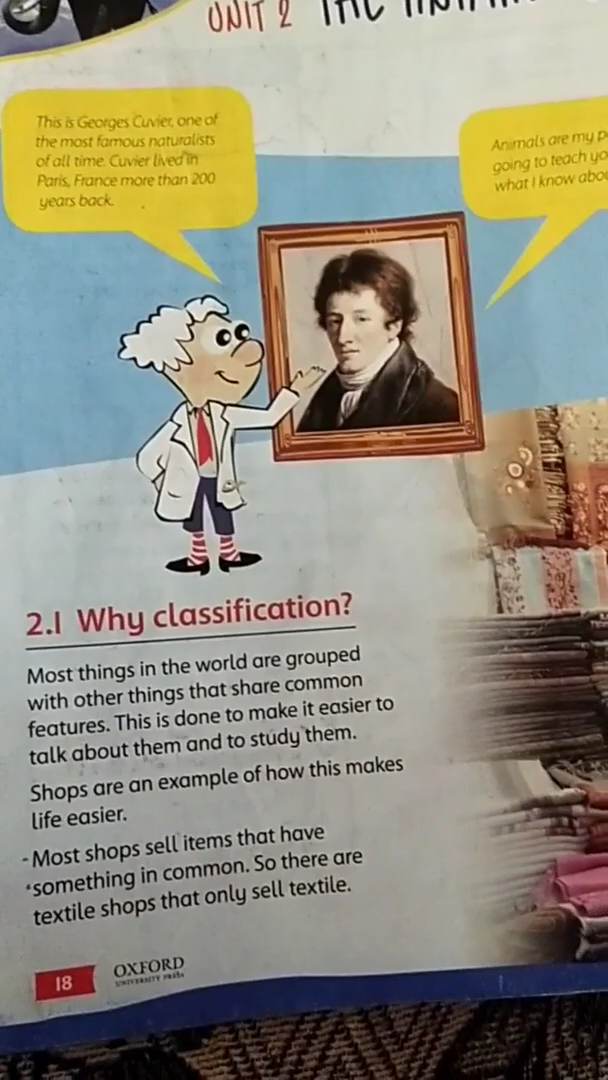 UNIT 2 THE
This is Georges Cuvier, one of
the most famous naturalists
of all time. Cuvier lived in
Paris, France more than 200
years back.
Animals are my
going to teach
what I know
2.1 Why classification?
Most things in the world are grouped
with other things that share common
features. This is done to make it easier to
talk about them and to study them.
Shops are an example of how this makes
life easier.
- Most shops sell items that have
something in common. So there are
textile shops that only sell textile.
18
OXFORD
UNIVERSITY PRESS